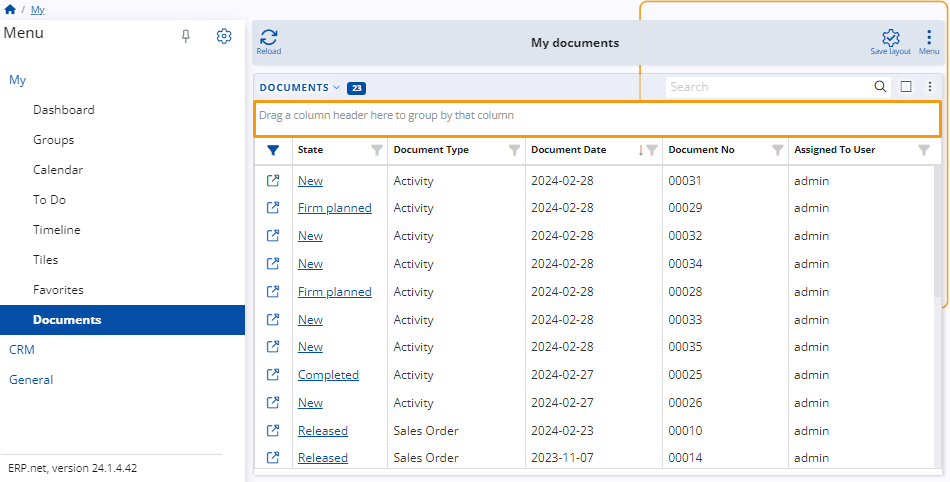 / My
Menu
My
Dashboard
Groups
Calendar
To Do
Timeline
Tiles
Favorites
Documents
CRM
General
ERP.net, version 24.1.4.42
Reload
My documents
Save layout
Menu
DOCUMENTS 23
Search
Drag a column header here to group by that column
State Document Type Document Date Document No Assigned To User
New Activity 2024-02-28 00031 admin
Firm planned Activity 2024-02-28 00029 admin
New Activity 2024-02-28 00032 admin
New Activity 2024-02-28 00034 admin
Firm planned Activity 2024-02-28 00028 admin
New Activity 2024-02-28 00033 admin
New Activity 2024-02-28 00035 admin
Completed Activity 2024-02-27 00025 admin
New Activity 2024-02-27 00026 admin
Released Sales Order 2024-02-23 00010 admin
Released Sales Order 2023-11-07 00014 admin